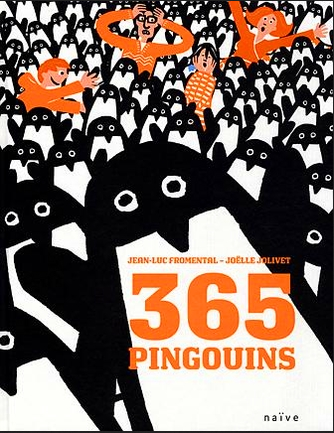 JEAN-LUC FROMENTAL – JOËLLE JOLIVET
365
PINGOUINS
naïve